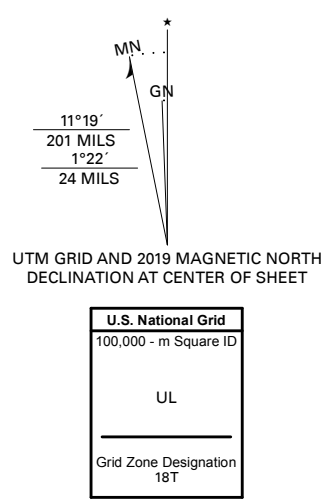 ★
MN
GN
11°19´
201 MILS
1°22´
24 MILS
UTM GRID AND 2019 MAGNETIC NORTH
DECLINATION AT CENTER OF SHEET
U.S. National Grid
100,000 - m Square ID
UL
Grid Zone Designation
18T